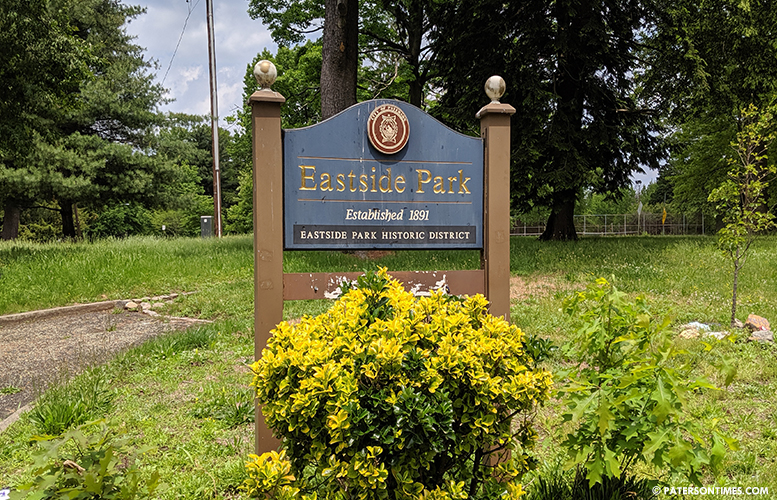 Eastside Park
Established 1891
EASTSIDE PARK HISTORIC DISTRICT
© PATERSONTIMES.COM